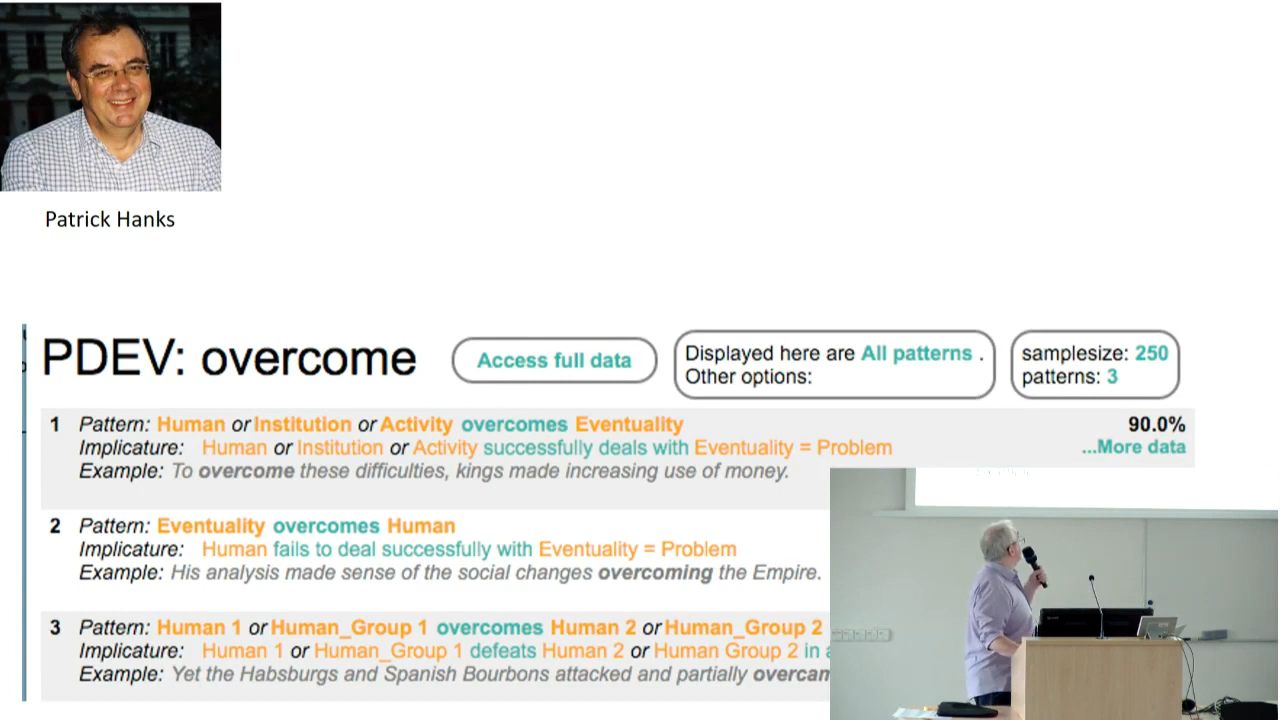 Patrick Hanks
PDEV: overcome
Access full data
Displayed here are All patterns .
Other options:
samplesize: 250
patterns: 3
1 Pattern: Human or Institution or Activity overcomes Eventuality 90.0%
Implicature: Human or Institution or Activity successfully deals with Eventuality = Problem ...More data
Example: To overcome these difficulties, kings made increasing use of money.
2 Pattern: Eventuality overcomes Human
Implicature: Human fails to deal successfully with Eventuality = Problem
Example: His analysis made sense of the social changes overcoming the Empire.
3 Pattern: Human 1 or Human_Group 1 overcomes Human 2 or Human_Group 2
Implicature: Human 1 or Human_Group 1 defeats Human 2 or Human Group 2 in
Example: Yet the Habsburgs and Spanish Bourbons attacked and partially